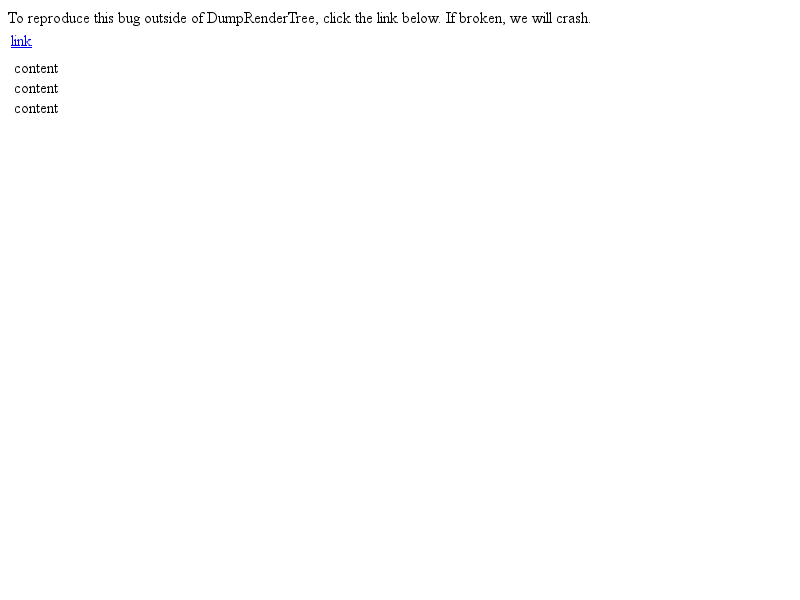 To reproduce this bug outside of DumpRenderTree, click the link below. If broken, we will crash.
link
content
content
content